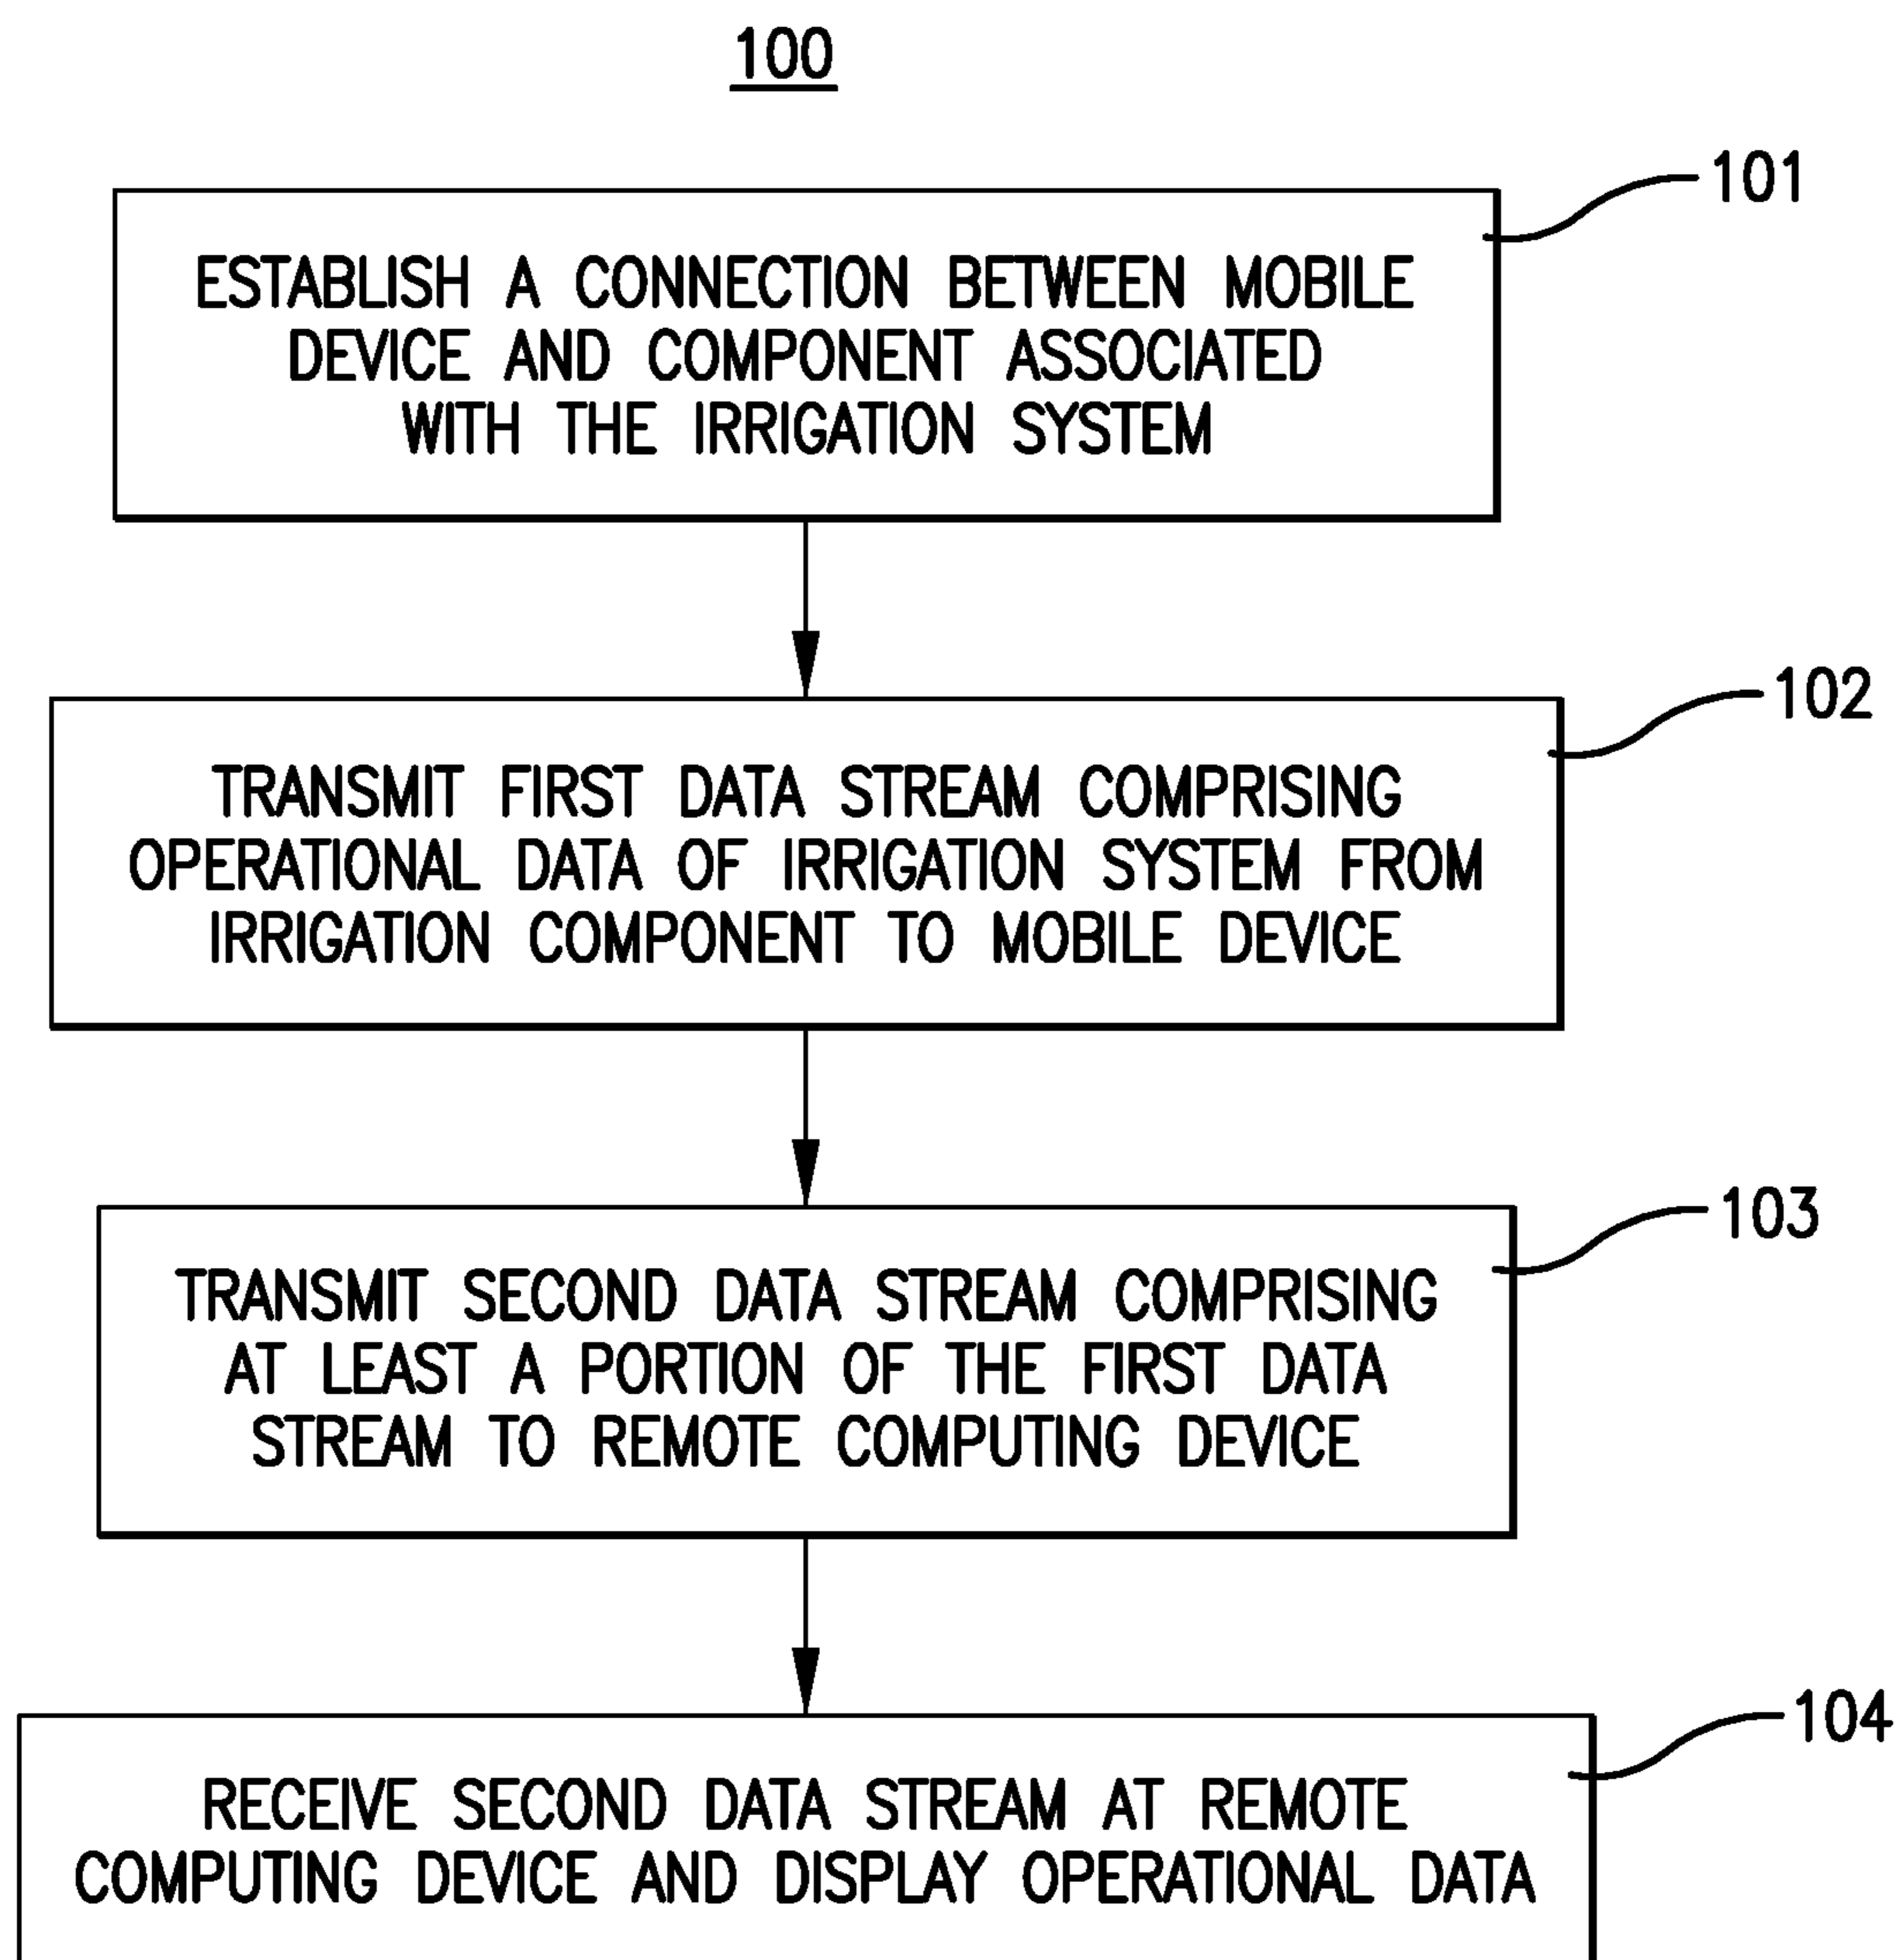 100
101
ESTABLISH A CONNECTION BETWEEN MOBILE
DEVICE AND COMPONENT ASSOCIATED
WITH THE IRRIGATION SYSTEM
102
TRANSMIT FIRST DATA STREAM COMPRISING
OPERATIONAL DATA OF IRRIGATION SYSTEM FROM
IRRIGATION COMPONENT TO MOBILE DEVICE
103
TRANSMIT SECOND DATA STREAM COMPRISING
AT LEAST A PORTION OF THE FIRST DATA
STREAM TO REMOTE COMPUTING DEVICE
104
RECEIVE SECOND DATA STREAM AT REMOTE
COMPUTING DEVICE AND DISPLAY OPERATIONAL DATA